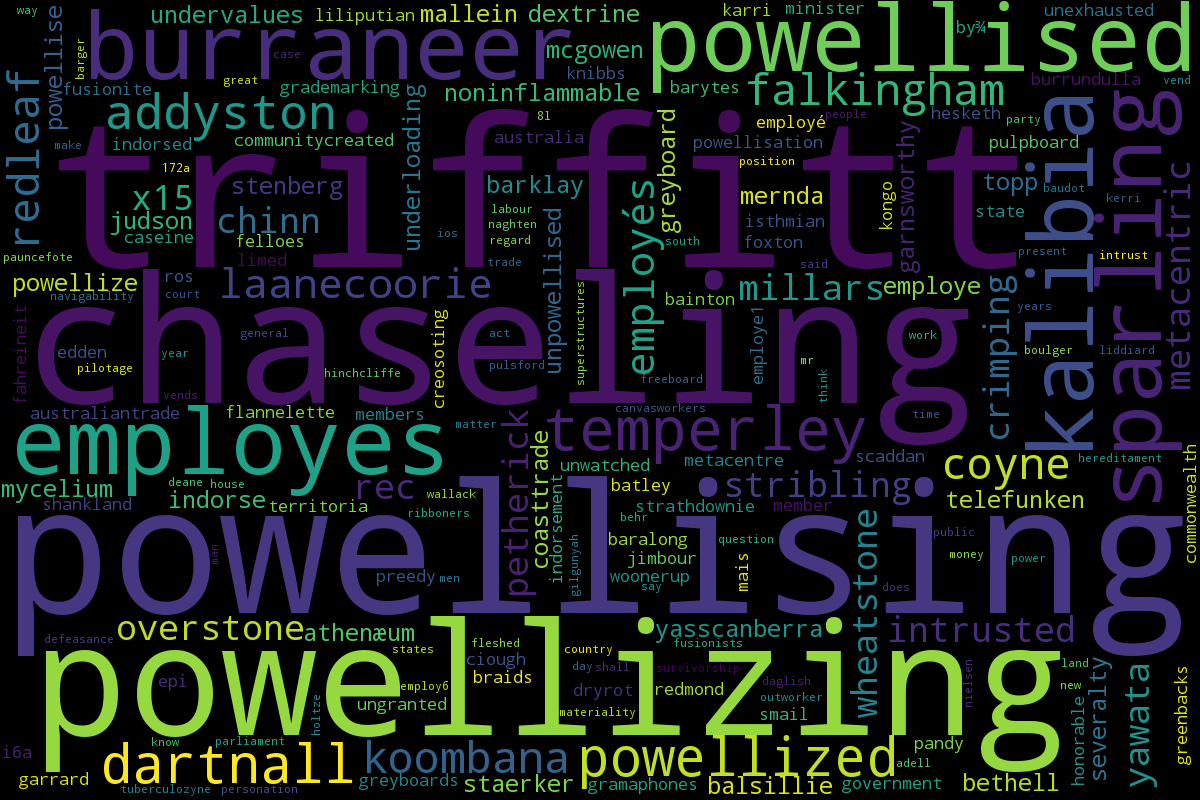 way
undervalues
liliputian
mallein
dextrine
karri
minister
unexhausted
powellised
by¾
burraneer
case
barger
powellise
mcgowen
knibbs
great
fusionite
grademarking
noninflammable
barytes
falkingham
burrundulla
vend
redleaf
addyston
indorsed
communitycreated
81
australia
employé
people
party
hesketh
powellisation
pulpboard
make
triffitt
172a
position
x15
stenberg
underloading
barklay
greyboard
mernda
garnsworthy
topp
baudot
kerri
kalibia
sparling
metacentric
judson
chinn
caseine
felloes
labour
naghten
regard
unpowellised
employés
isthmian
foxton
kongo
state
pauncefote
limed
ios
trade
south
said
present
intrust
powellize
ros
laanecoorie
bainton
millars
employe
navigability
court
superstructures
years
chaseling
general
act
employe1
work
crimping
fahreineit
edden
year
creosoting
pulsford
mr
boulger
liddiard
pilotage
hinchcliffe
freeboard
think
vends
australiantrade
flannelette
members
canvasworkers
time
employes
matter
petherick
temperley
coasttrade
unwatched
metacentre
scaddan
coyne
hereditament
commonwealth
mycelium
deane
house
indorse
territoria
rec
wallack
indorsement
batley
stribling
telefunken
shankland
ribboners
strathdownie
member
behr
powellising
man
baralong
question
public
jimbour
money
power
preedy
men
gilgunyah
woonerup
say
mais
wheatstone
does
overstone
athenæum
yasscanberra
intrusted
defeasance
states
fleshed
fusionists
country
powellizing
ciough
day
shall
survivorship
land
epi
employ6
braids
dryrot
redmond
daglish
outworker
nielsen
new
severalty
yawata
greenbacks
holtze
ungranted
materiality
smail
honorable
i6a
know
parliament
koombana
powellized
pandy
dartnall
adell
garrard
tuberculozyne
personation
greyboards
staerker
gramaphones
balsillie
government
bethell